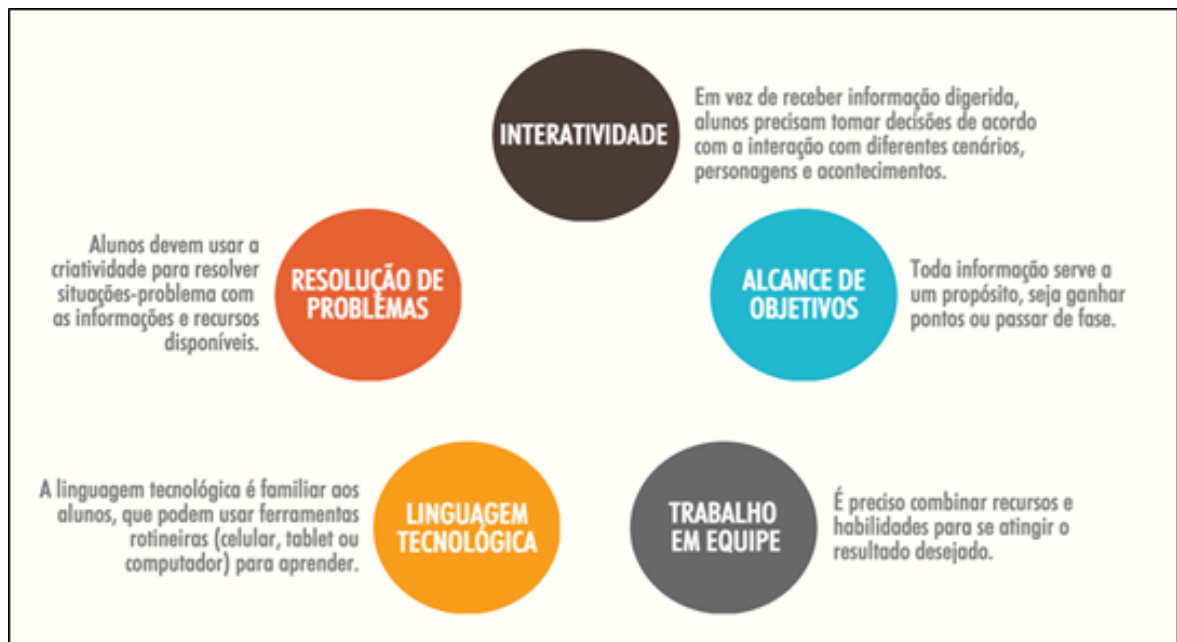 INTERATIVIDADE
Em vez de receber informação digerida,
alunos precisam tomar decisões de acordo
com a interação com diferentes cenários,
personagens e acontecimentos.
Alunos devem usar a
criatividade para resolver
situações-problema com
as informações e recursos
disponíveis.
RESOLUÇÃO DE
PROBLEMAS
ALCANCE DE
OBJETIVOS
Toda informação serve a
um propósito, seja ganhar
pontos ou passar de fase.
A linguagem tecnológica é familiar aos
alunos, que podem usar ferramentas
rotineiras (celular, tablet ou
computador) para aprender.
LINGUAGEM
TECNOLÓGICA
TRABALHO
EM EQUIPE
É preciso combinar recursos e
habilidades para se atingir o
resultado desejado.